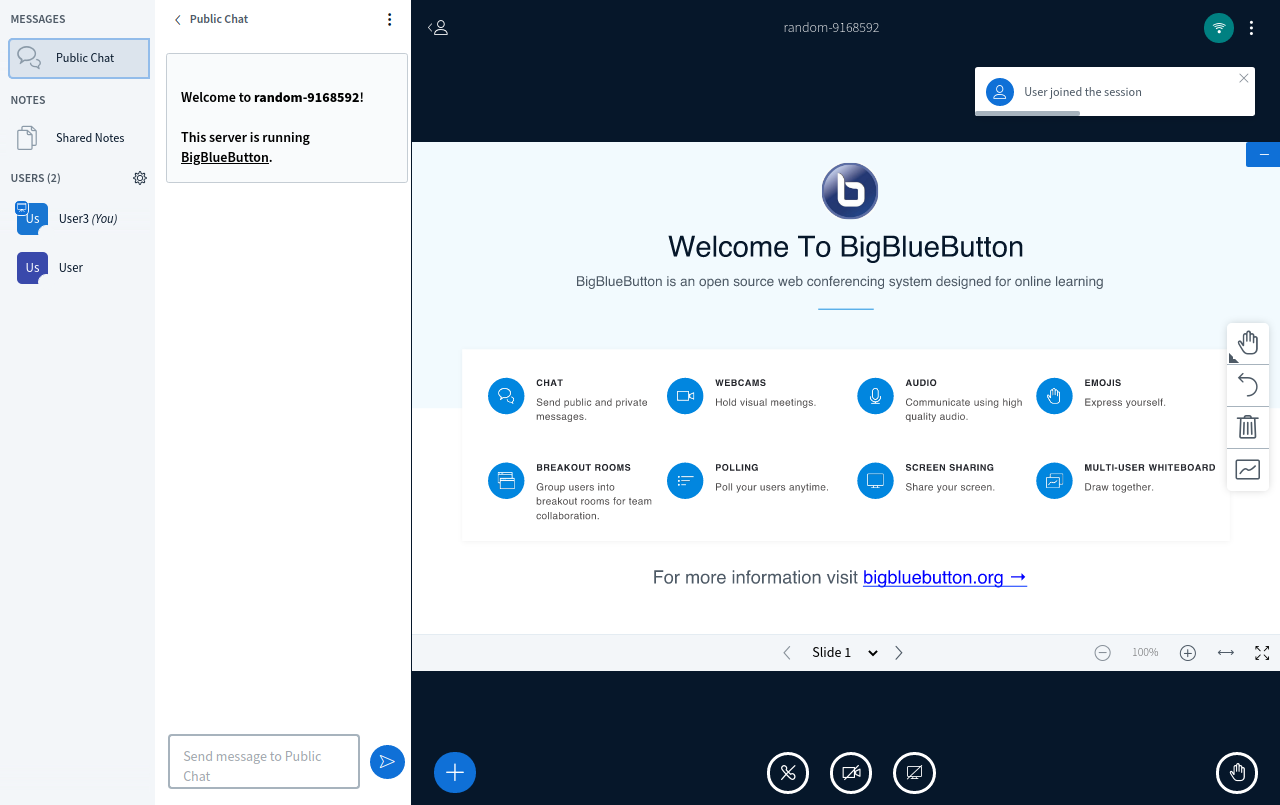 MESSAGES
Public Chat
NOTES
Shared Notes
USERS (2)
Us
User3 (You)
Us
User
Public Chat
Welcome to random-9168592!
This server is running
BigBlueButton.
Send message to Public
Chat
random-9168592
User joined the session
b
Welcome To BigBlueButton
BigBlueButton is an open source web conferencing system designed for online learning
CHAT
Send public and private
messages.
WEBCAMS
Hold visual meetings.
AUDIO
Communicate using high
quality audio.
EMOJIS
Express yourself.
BREAKOUT ROOMS
Group users into
breakout rooms for team
collaboration.
POLLING
Poll your users anytime.
SCREEN SHARING
Share your screen.
MULTI-USER WHITEBOARD
Draw together.
For more information visit bigbluebutton.org →
Slide 1
100%